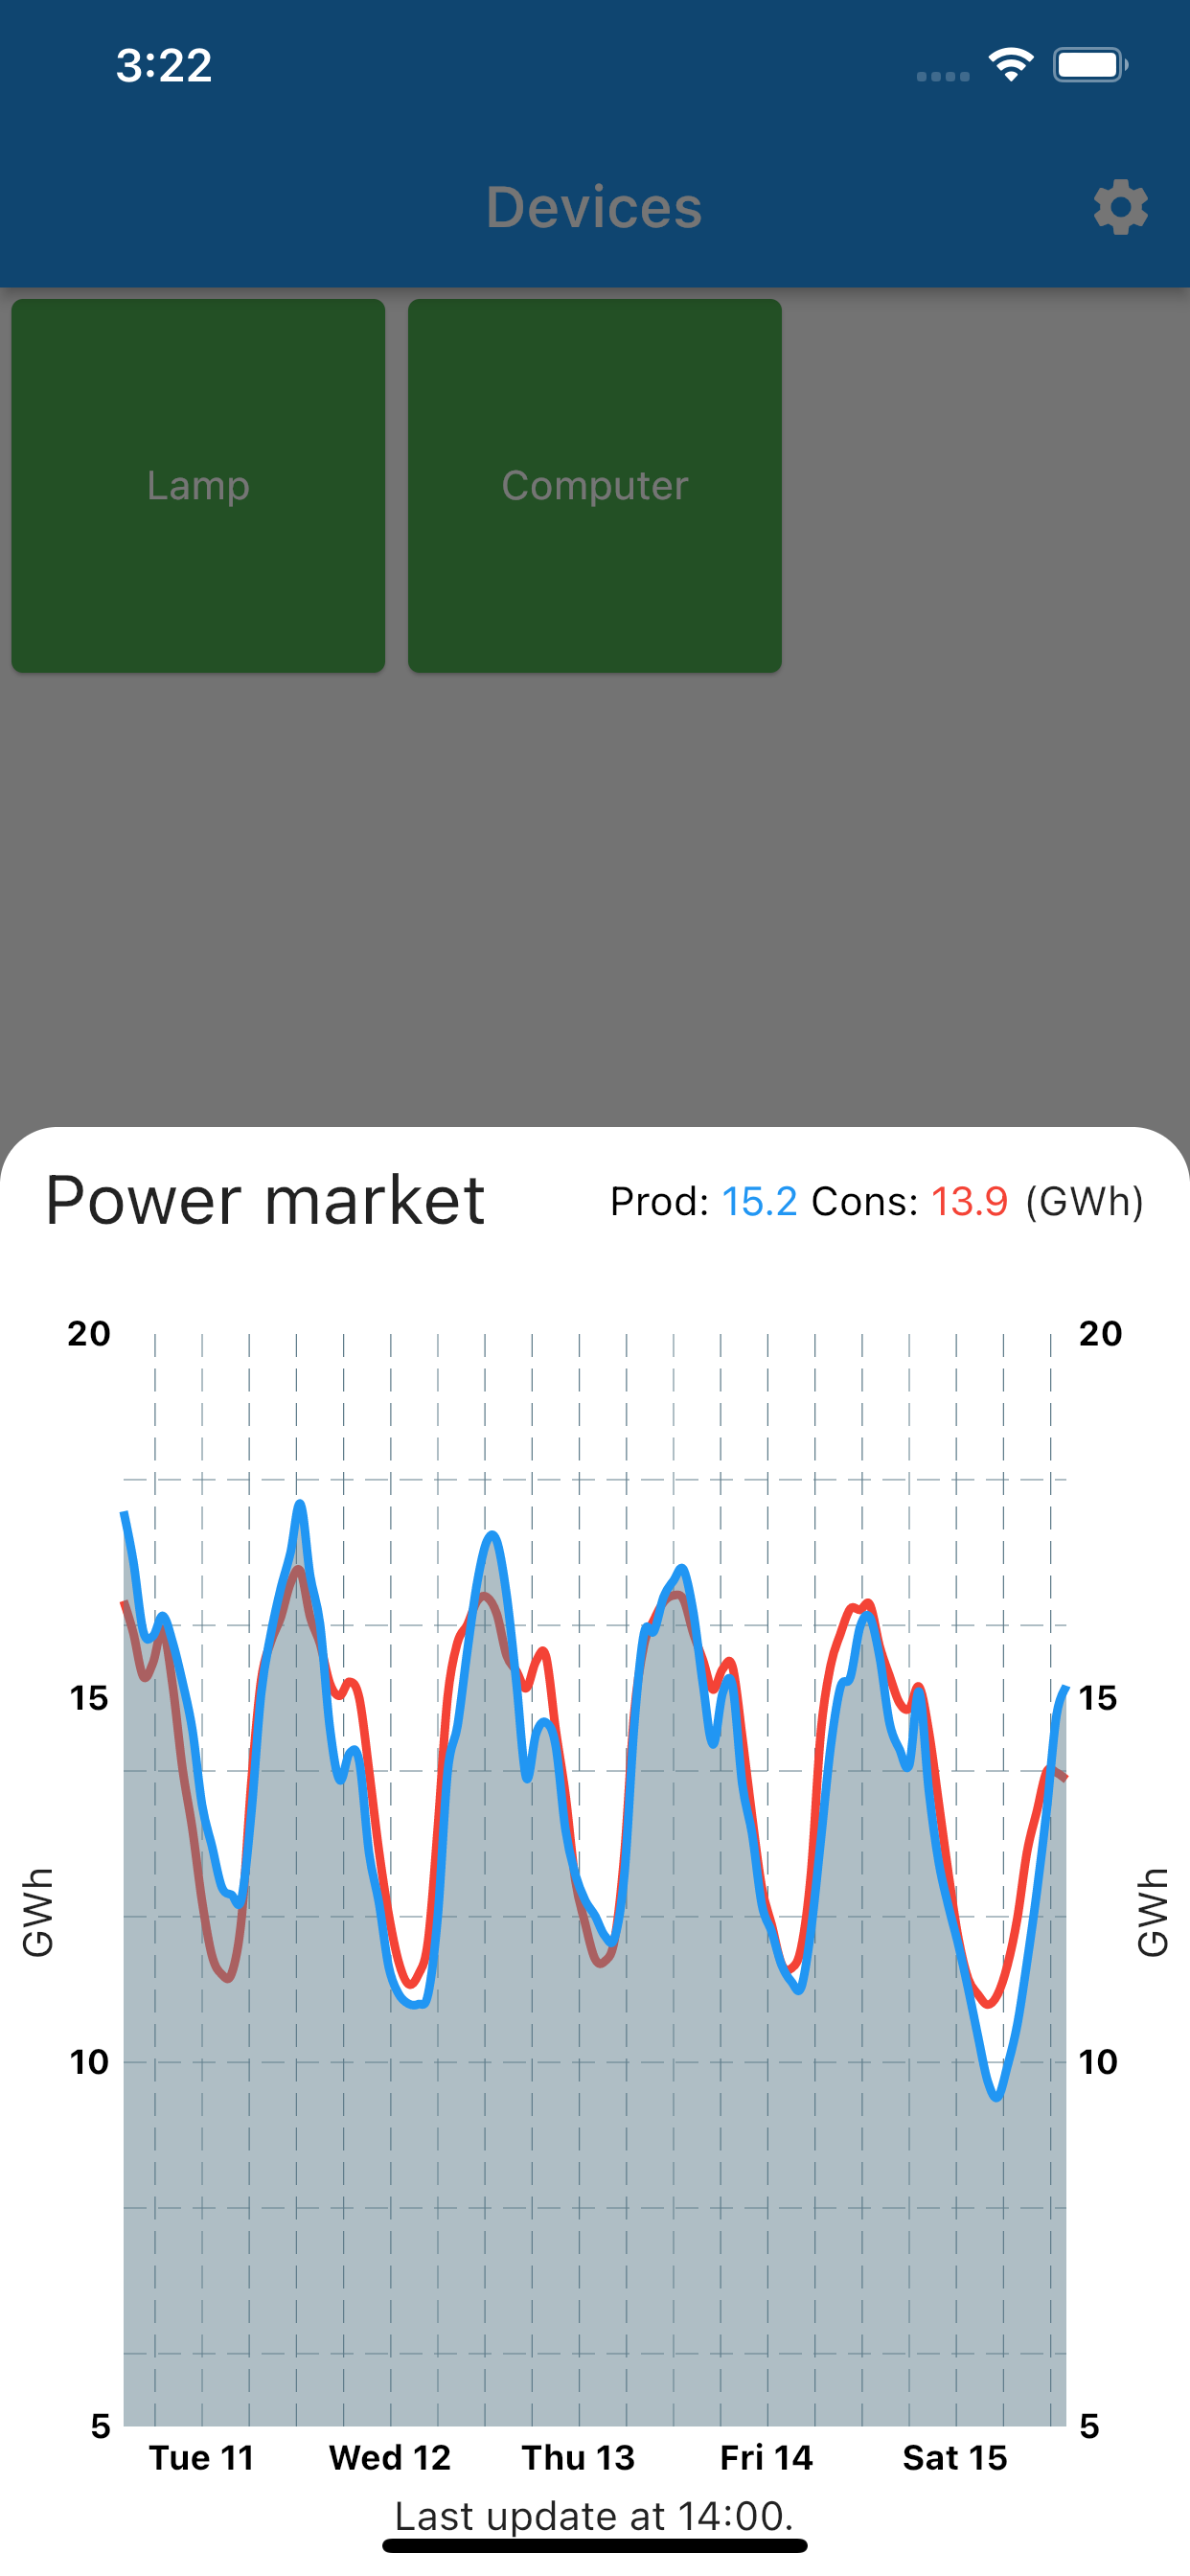 3:22
Devices
Lamp
Computer
Power market
Prod: 15.2 Cons: 13.9 (GWh)
20
20
15
15
GWh
GWh
10
10
5
5
Tue 11
Wed 12
Thu 13
Fri 14
Sat 15
Last update at 14:00.